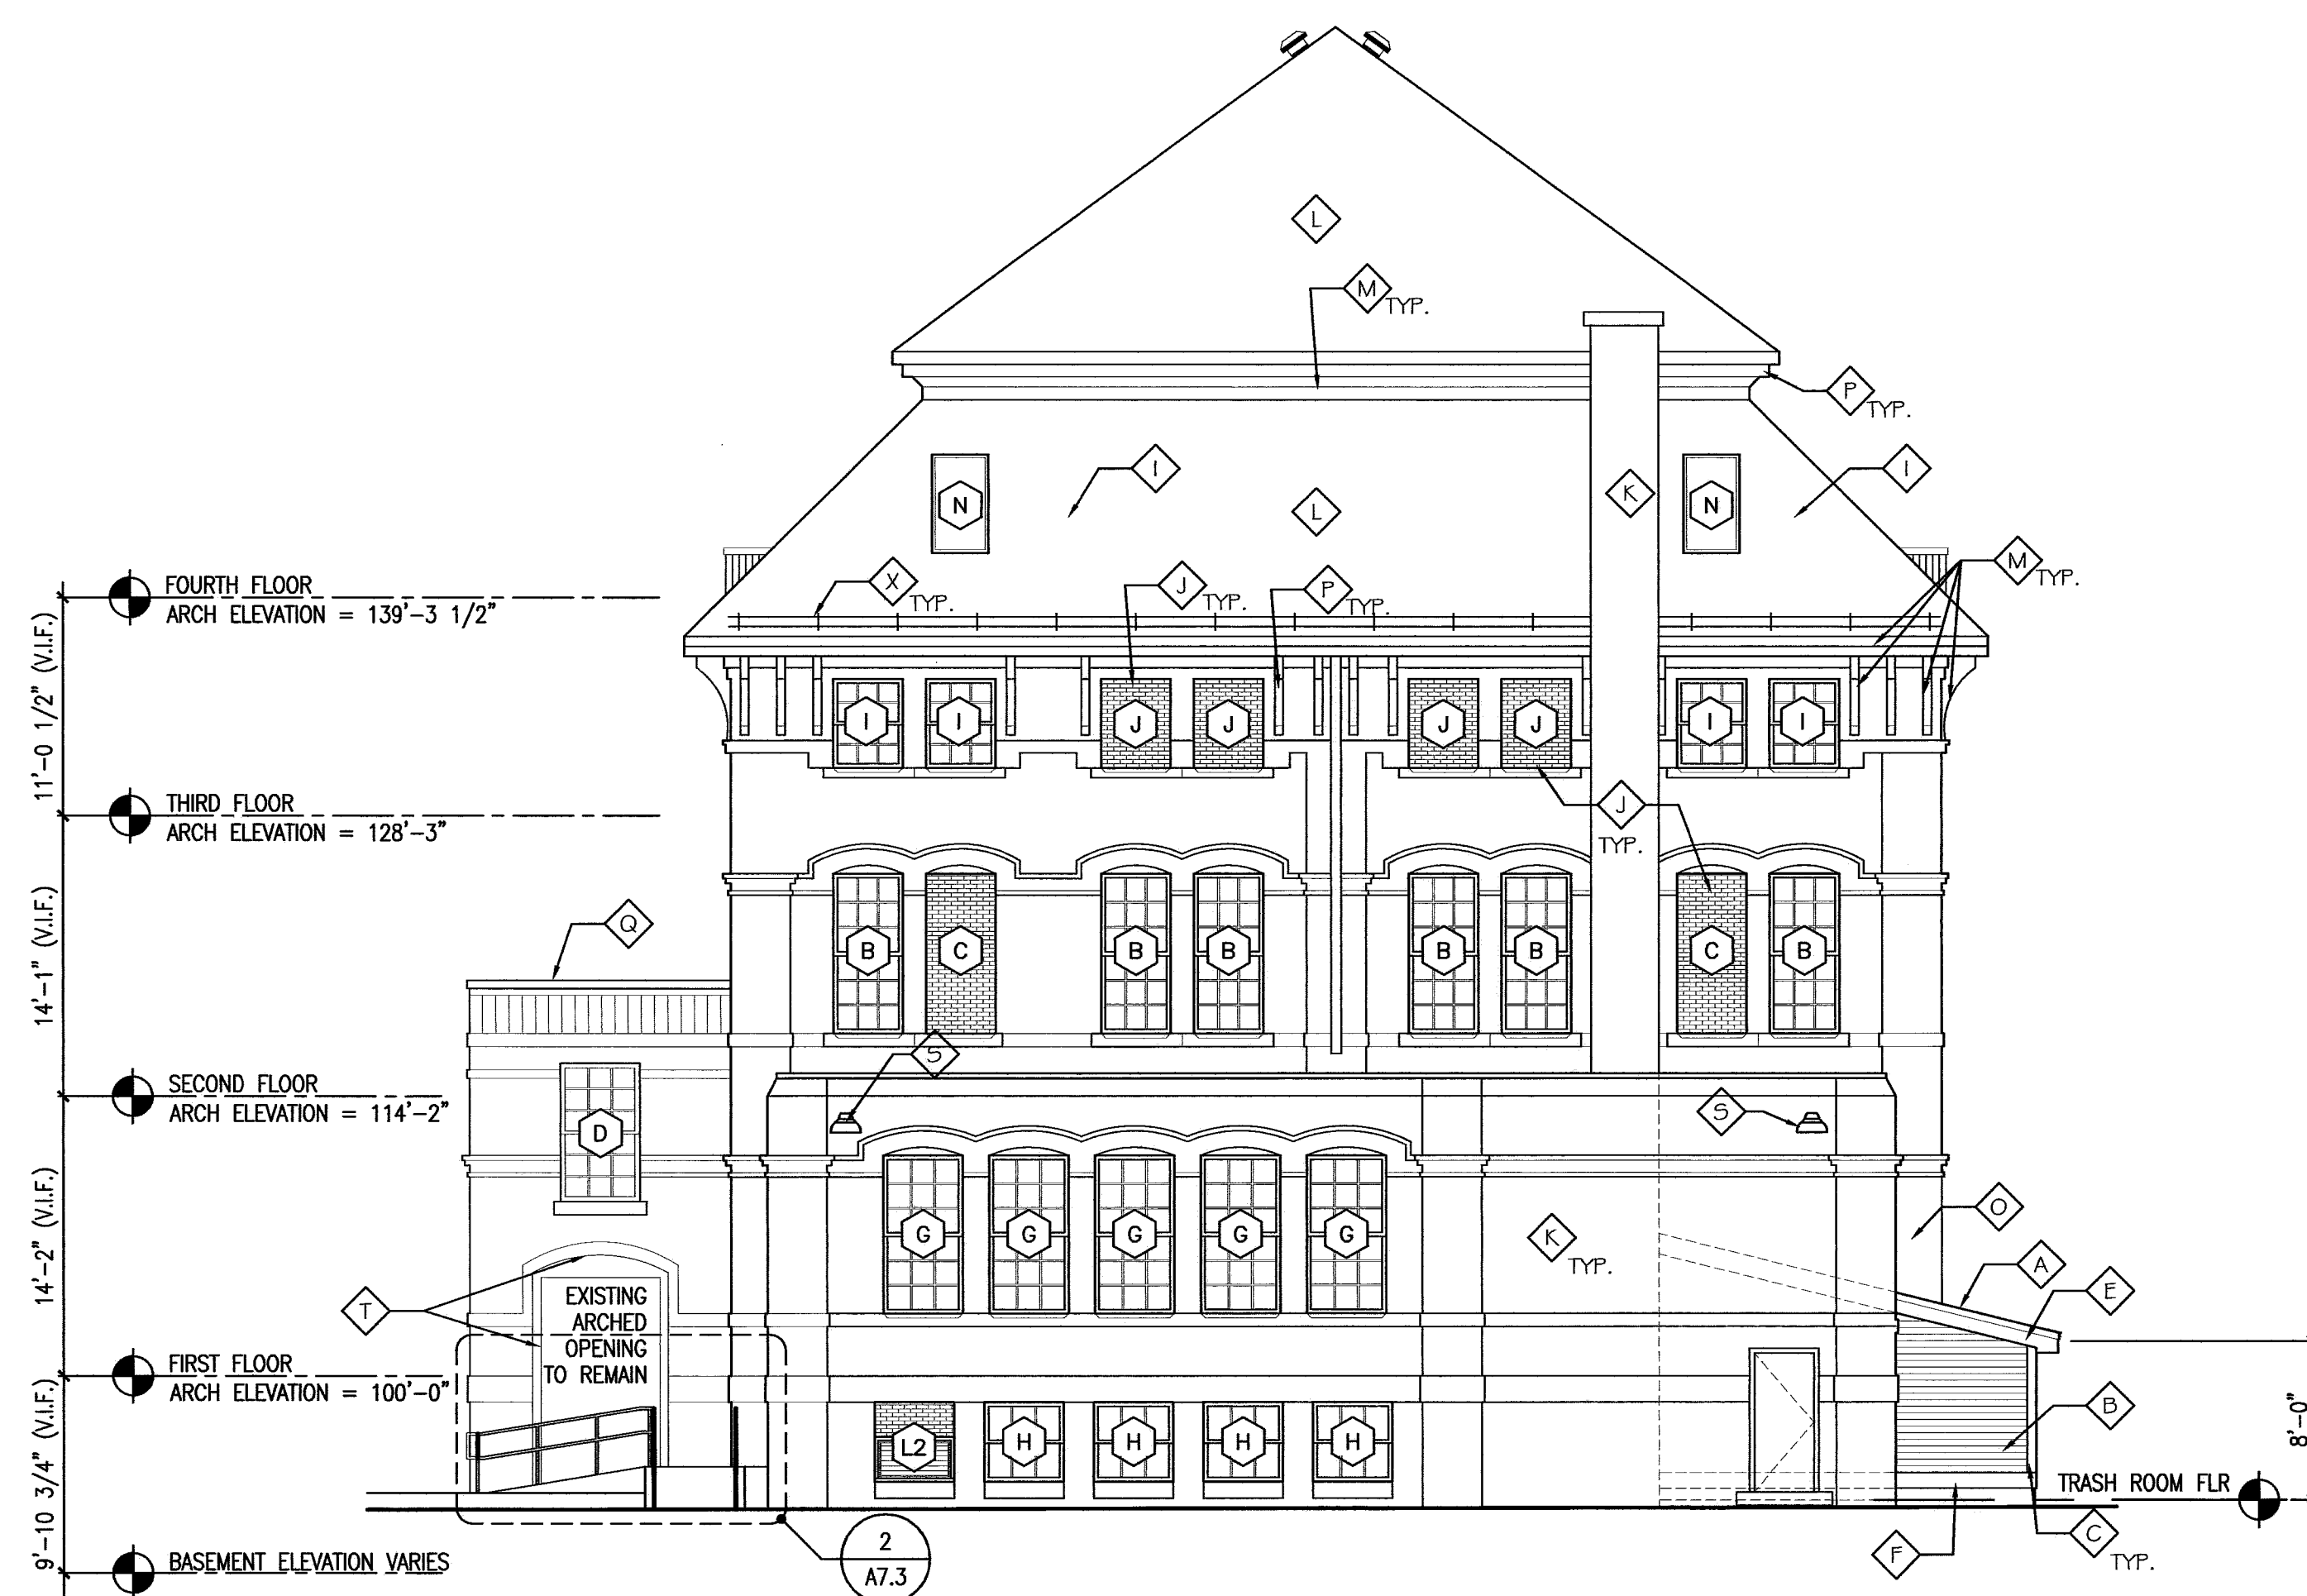 L
M
TYP.
P
TYP.
I
I
N
L
K
N
M
TYP.
FOURTH FLOOR
ARCH ELEVATION = 139'-3 1/2"
X
TYP.
J
TYP.
P
TYP.
11'-0 1/2" (V.I.F.)
I
I
J
J
J
J
I
I
THIRD FLOOR
ARCH ELEVATION = 128'-3"
J
TYP.
14'-1" (V.I.F.)
Q
B
C
B
B
B
B
C
B
S
SECOND FLOOR
ARCH ELEVATION = 114'-2"
D
S
14'-2" (V.I.F.)
G
G
G
G
G
K
TYP.
O
A
E
T
EXISTING
ARCHED
OPENING
TO REMAIN
FIRST FLOOR
ARCH ELEVATION = 100'-0"
B
8'-0"
L2
H
H
H
H
TRASH ROOM FLR
9'-10 3/4" (V.I.F.)
C
TYP.
F
2
A7.3
BASEMENT ELEVATION VARIES